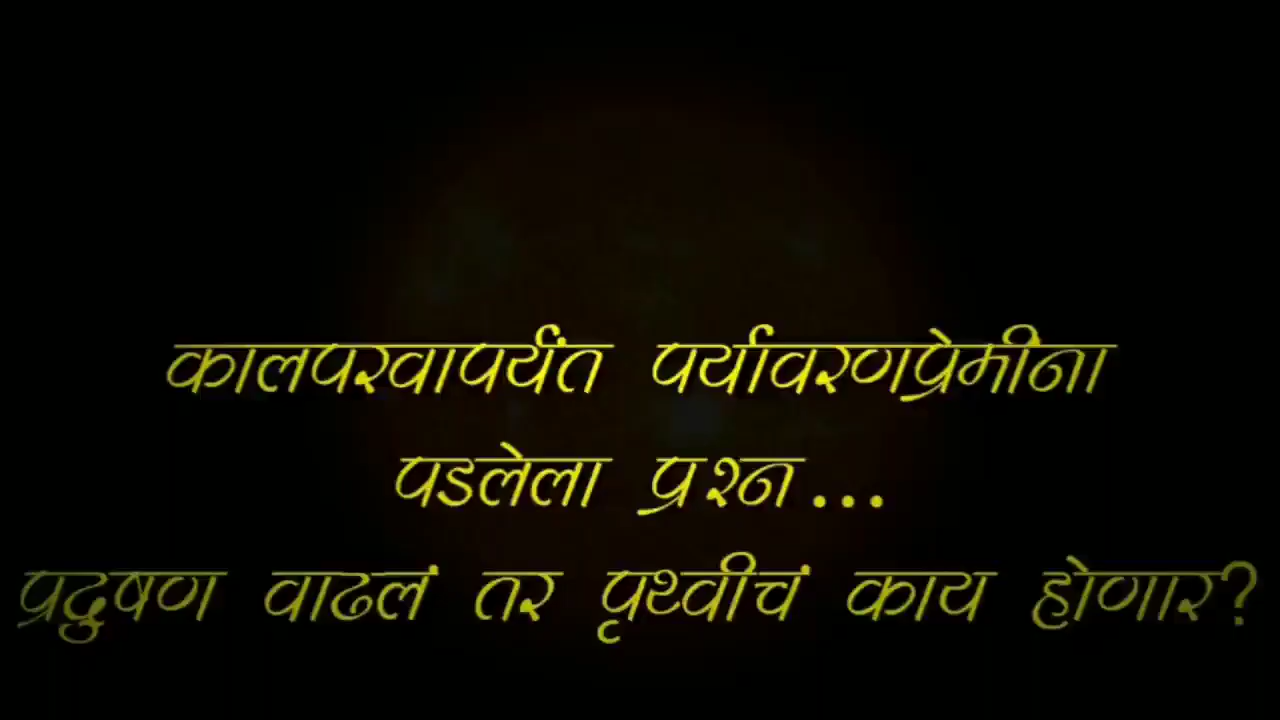 कालपरवापर्यंत पर्यावरणप्रेमीना
पडलेला प्रश्न...
प्रदुषण वाढलं तर पृथ्वीचं काय होणार?